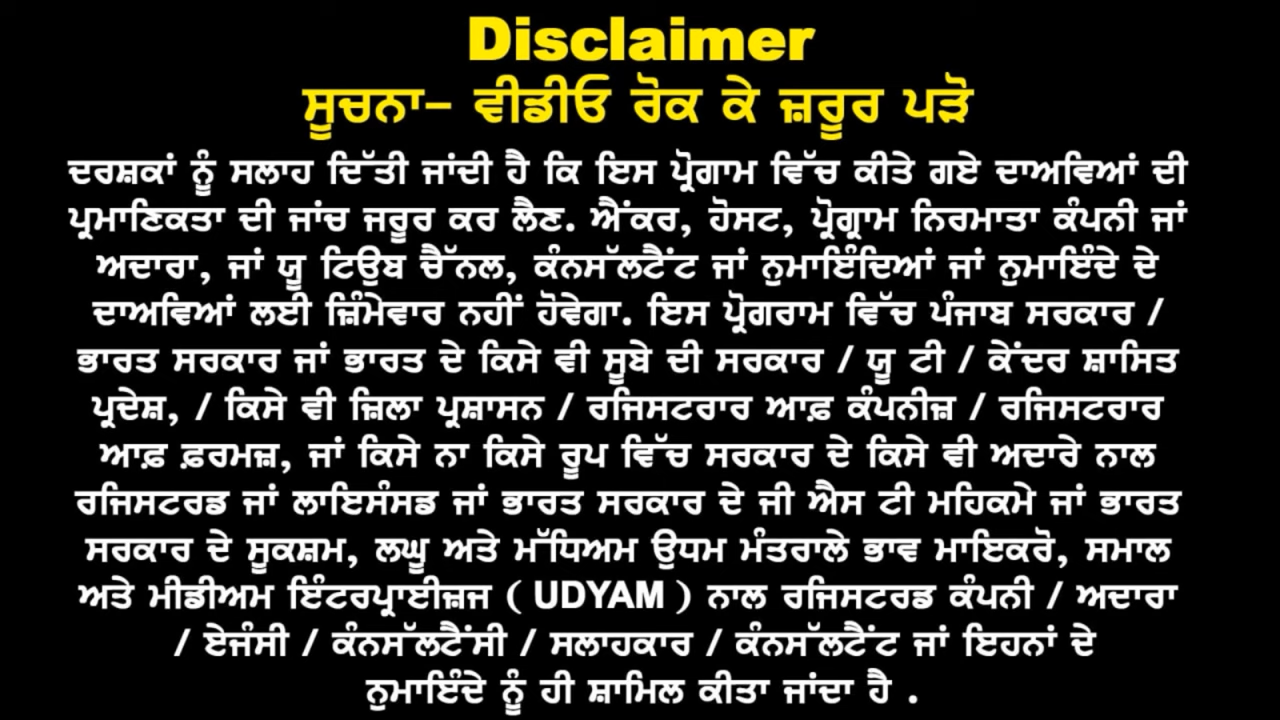 Disclaimer
ਸੂਚਨਾ- ਵੀਡੀਓ ਰੋਕ ਕੇ ਜ਼ਰੂਰ ਪੜੋ
ਦਰਸ਼ਕਾਂ ਨੂੰ ਸਲਾਹ ਦਿੱਤੀ ਜਾਂਦੀ ਹੈ ਕਿ ਇਸ ਪ੍ਰੋਗਾਮ ਵਿੱਚ ਕੀਤੇ ਗਏ ਦਾਅਵਿਆਂ ਦੀ
ਪ੍ਰਮਾਣਿਕਤਾ ਦੀ ਜਾਂਚ ਜਰੂਰ ਕਰ ਲੈਣ. ਐਂਕਰ, ਹੋਸਟ, ਪ੍ਰੋਗ੍ਰਾਮ ਨਿਰਮਾਤਾ ਕੰਪਨੀ ਜਾਂ
ਅਦਾਰਾ, ਜਾਂ ਯੂ ਟਿਊਬ ਚੈੱਨਲ, ਕੰਨਸੱਲਟੈਂਟ ਜਾਂ ਨੁਮਾਇੰਦਿਆਂ ਜਾਂ ਨੁਮਾਇੰਦੇ ਦੇ
ਦਾਅਵਿਆਂ ਲਈ ਜ਼ਿੰਮੇਵਾਰ ਨਹੀਂ ਹੋਵੇਗਾ. ਇਸ ਪ੍ਰੋਗਰਾਮ ਵਿੱਚ ਪੰਜਾਬ ਸਰਕਾਰ /
ਭਾਰਤ ਸਰਕਾਰ ਜਾਂ ਭਾਰਤ ਦੇ ਕਿਸੇ ਵੀ ਸੂਬੇ ਦੀ ਸਰਕਾਰ / ਯੂ ਟੀ / ਕੇਂਦਰ ਸ਼ਾਸਿਤ
ਪ੍ਰਦੇਸ਼, / ਕਿਸੇ ਵੀ ਜ਼ਿਲਾ ਪ੍ਰਸ਼ਾਸਨ / ਰਜਿਸਟਰਾਰ ਆਫ਼ ਕੰਪਨੀਜ਼ / ਰਜਿਸਟਰਾਰ
ਆਫ਼ ਫ਼ਰਮਜ਼, ਜਾਂ ਕਿਸੇ ਨਾ ਕਿਸੇ ਰੂਪ ਵਿੱਚ ਸਰਕਾਰ ਦੇ ਕਿਸੇ ਵੀ ਅਦਾਰੇ ਨਾਲ
ਰਜਿਸਟਰਡ ਜਾਂ ਲਾਇਸੰਸਡ ਜਾਂ ਭਾਰਤ ਸਰਕਾਰ ਦੇ ਜੀ ਐਸ ਟੀ ਮਹਿਕਮੇ ਜਾਂ ਭਾਰਤ
ਸਰਕਾਰ ਦੇ ਸੂਕਸ਼ਮ, ਲਘੂ ਅਤੇ ਮੱਧਿਅਮ ਉਧਮ ਮੰਤਰਾਲੇ ਭਾਵ ਮਾਇਕਰੋ, ਸਮਾਲ
ਅਤੇ ਮੀਡੀਅਮ ਇੰਟਰਪ੍ਰਾਈਜ਼ਜ ( UDYAM ) ਨਾਲ ਰਜਿਸਟਰਡ ਕੰਪਨੀ / ਅਦਾਰਾ
/ ਏਜੰਸੀ / ਕੰਨਸੱਲਟੈਂਸੀ / ਸਲਾਹਕਾਰ / ਕੰਨਸੱਲਟੈਂਟ ਜਾਂ ਇਹਨਾਂ ਦੇ
ਨੁਮਾਇੰਦੇ ਨੂੰ ਹੀ ਸ਼ਾਮਿਲ ਕੀਤਾ ਜਾਂਦਾ ਹੈ .